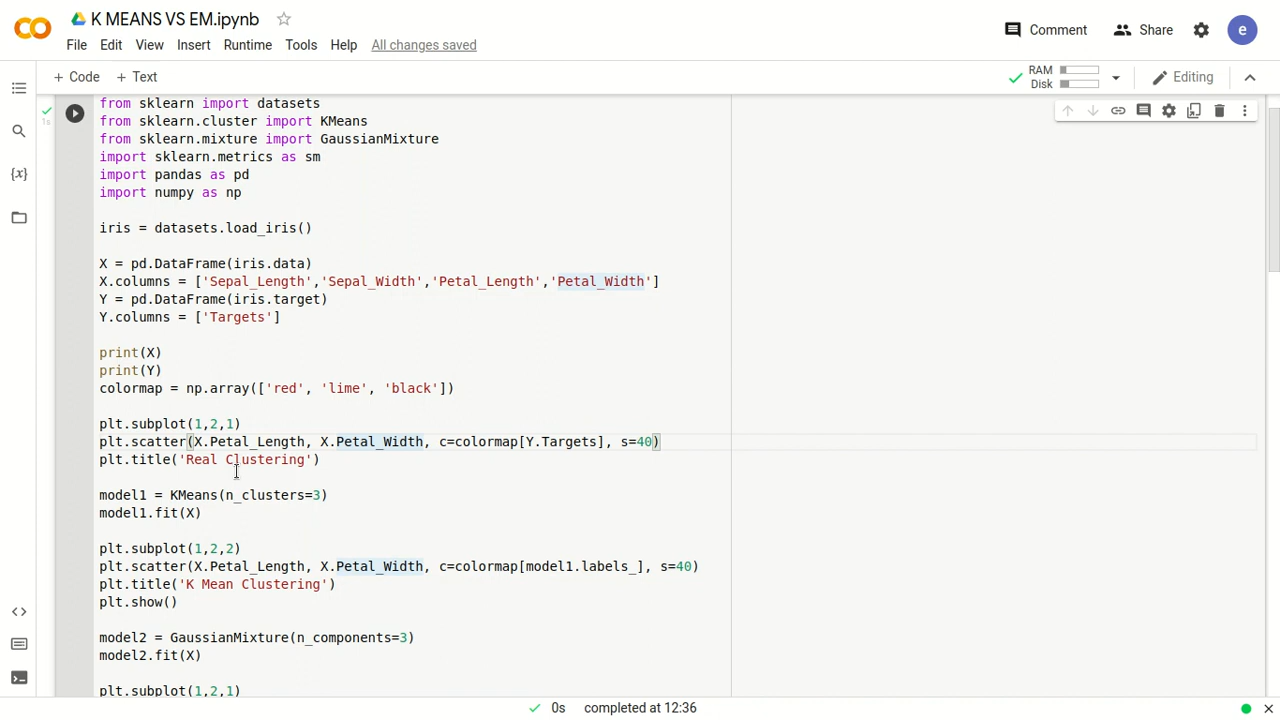 K MEANS VS EM.ipynb
Comment
Share
e
File Edit View Insert Runtime Tools Help All changes saved
+ Code + Text
RAM
Disk
Editing
from sklearn import datasets
from sklearn.cluster import KMeans
from sklearn.mixture import GaussianMixture
import sklearn.metrics as sm
import pandas as pd
import numpy as np
iris = datasets.load_iris()
X = pd.DataFrame(iris.data)
X.columns = ['Sepal_Length','Sepal_Width','Petal_Length','Petal_Width']
Y = pd.DataFrame(iris.target)
Y.columns = ['Targets']
print(X)
print(Y)
colormap = np.array(['red', 'lime', 'black'])
plt.subplot(1,2,1)
plt.scatter(X.Petal_Length, X.Petal_Width, c=colormap[Y.Targets], s=40)
plt.title('Real Clustering')
model1 = KMeans(n_clusters=3)
model1.fit(X)
plt.subplot(1,2,2)
plt.scatter(X.Petal_Length, X.Petal_Width, c=colormap[model1.labels_], s=40)
plt.title('K Mean Clustering')
plt.show()
model2 = GaussianMixture(n_components=3)
model2.fit(X)
plt.subplot(1,2,1)
1s
{x}
0s completed at 12:36